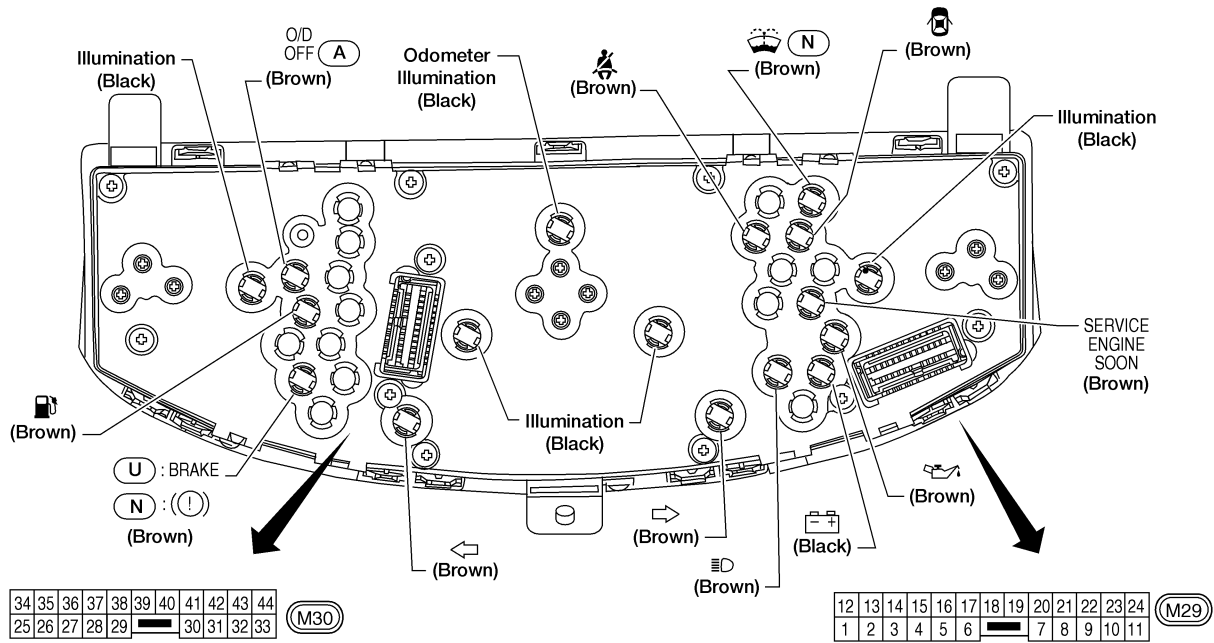 Illumination
(Black)
O/D
OFF A
(Brown)
Odometer
Illumination
(Black)
(Brown)
N
(Brown)
(Brown)
Illumination
(Black)
SERVICE
ENGINE
SOON
(Brown)
(Brown)
U : BRAKE
N : (!)
(Brown)
Illumination
(Black)
(Brown)
(Brown)
(Brown)
(Black)
(Brown)
34 35 36 37 38 39 40 41 42 43 44
25 26 27 28 29 30 31 32 33
M30
12 13 14 15 16 17 18 19 20 21 22 23 24
1 2 3 4 5 6 7 8 9 10 11
M29